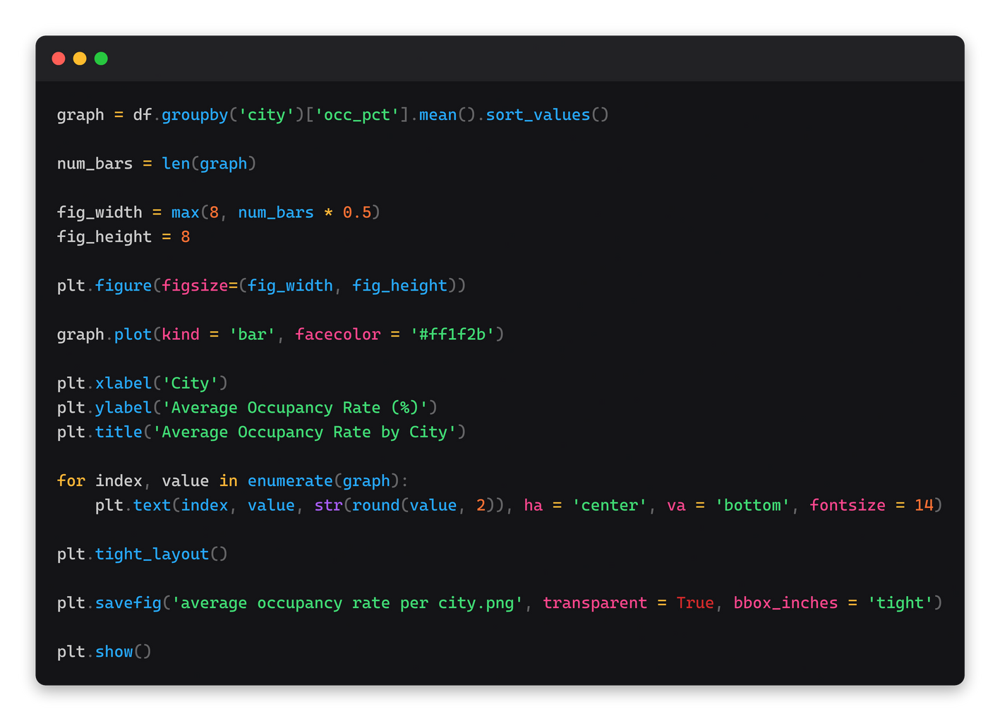 graph = df.groupby('city')['occ_pct'].mean().sort_values()
num_bars = len(graph)
fig_width = max(8, num_bars * 0.5)
fig_height = 8
plt.figure(figsize=(fig_width, fig_height))
graph.plot(kind = 'bar', facecolor = '#ff1f2b')
plt.xlabel('City')
plt.ylabel('Average Occupancy Rate (%)')
plt.title('Average Occupancy Rate by City')
for index, value in enumerate(graph):
    plt.text(index, value, str(round(value, 2)), ha = 'center', va = 'bottom', fontsize = 14)
plt.tight_layout()
plt.savefig('average occupancy rate per city.png', transparent = True, bbox_inches = 'tight')
plt.show()